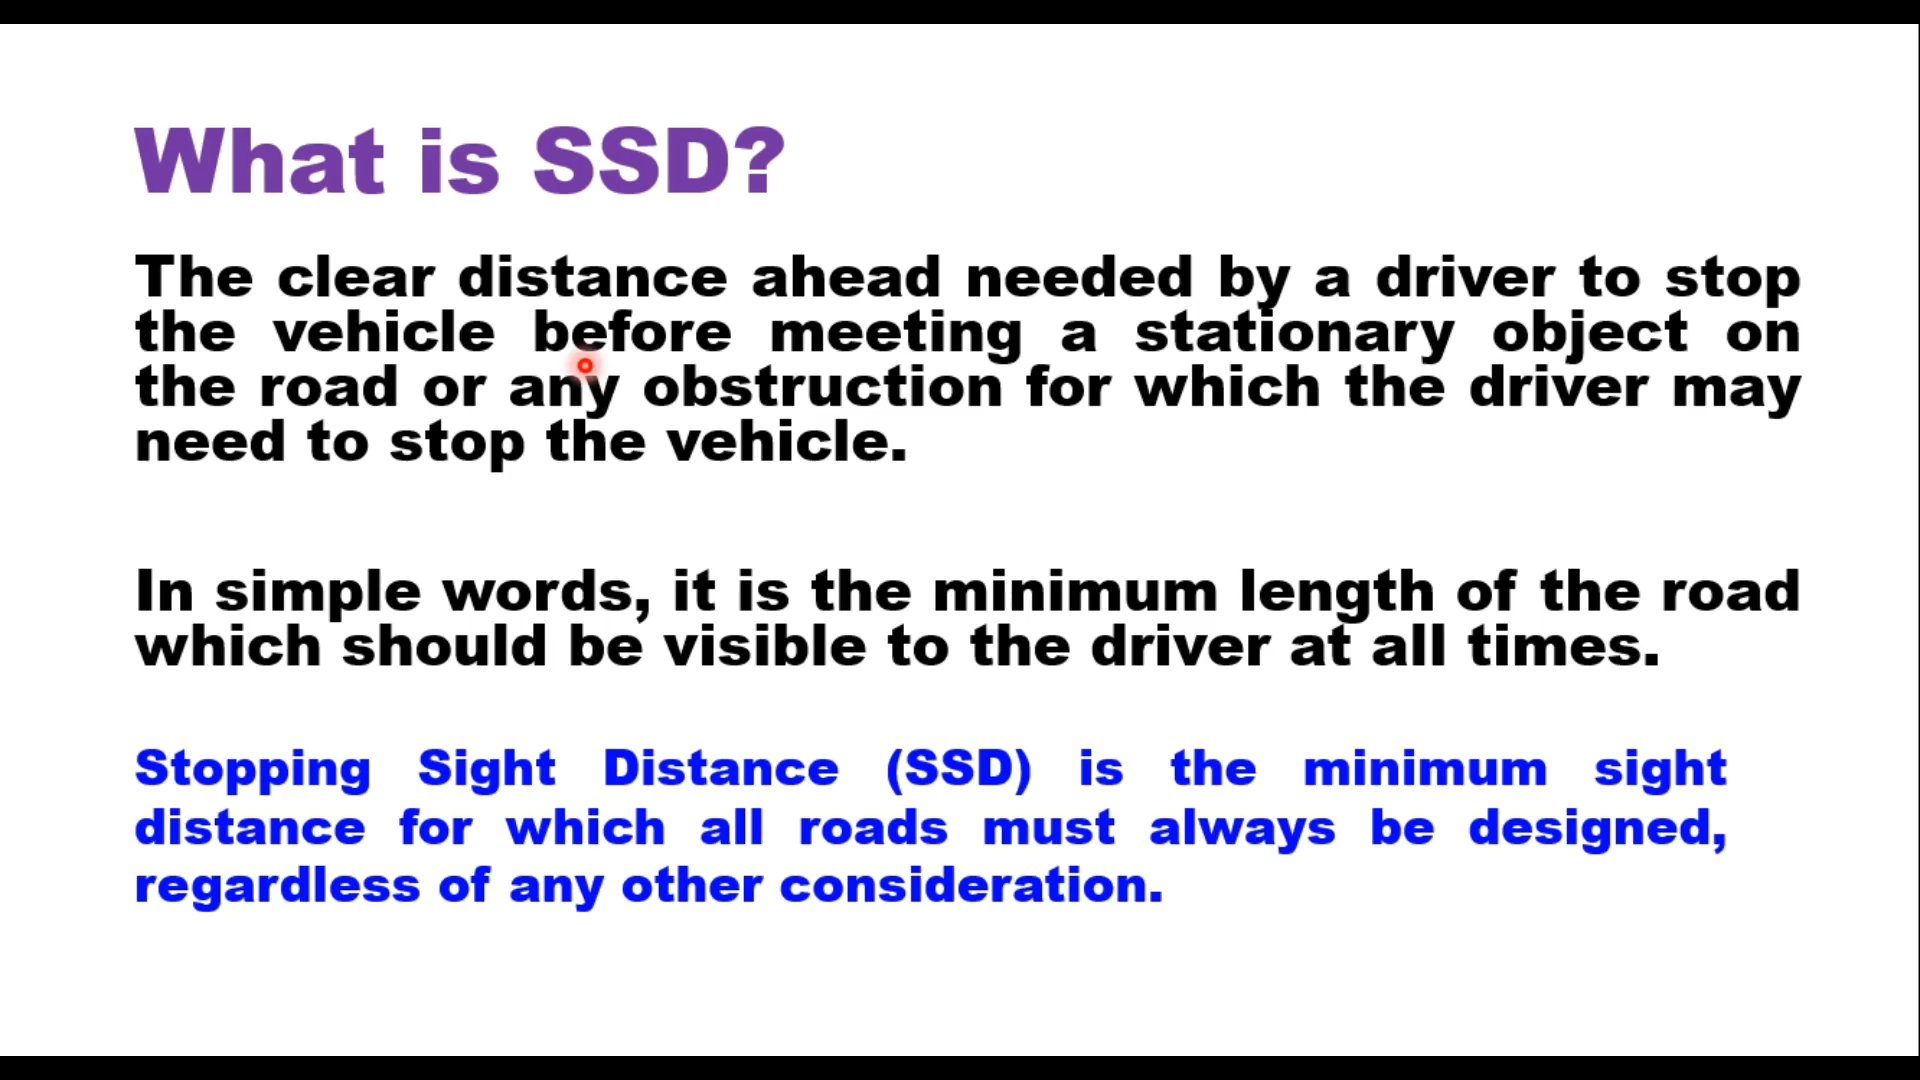 What is SSD?
The clear distance ahead needed by a driver to stop
the vehicle before meeting a stationary object on
the road or any obstruction for which the driver may
need to stop the vehicle.
In simple words, it is the minimum length of the road
which should be visible to the driver at all times.
Stopping Sight Distance (SSD) is the minimum sight
distance for which all roads must always be designed,
regardless of any other consideration.